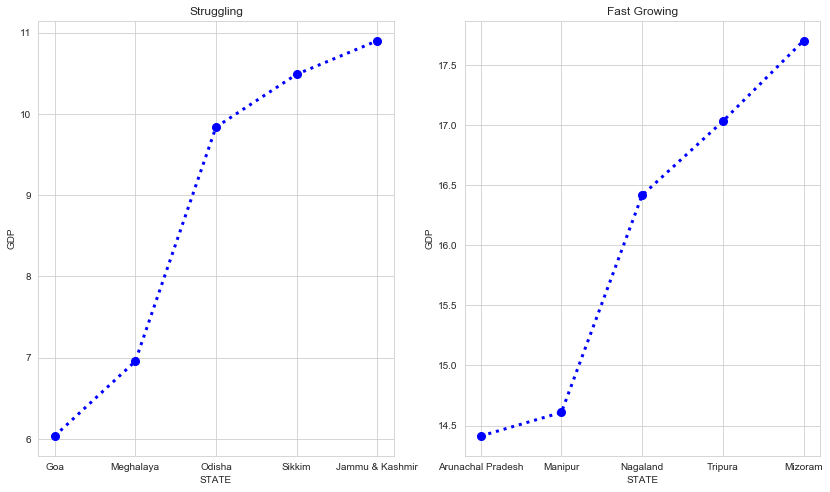 Struggling
11
10
9
8
7
6
GDP
Goa Meghalaya Odisha Sikkim Jammu & Kashmir
STATE
Fast Growing
17.5
17.0
16.5
16.0
15.5
15.0
14.5
GDP
Arunachal Pradesh Manipur Nagaland Tripura Mizoram
STATE